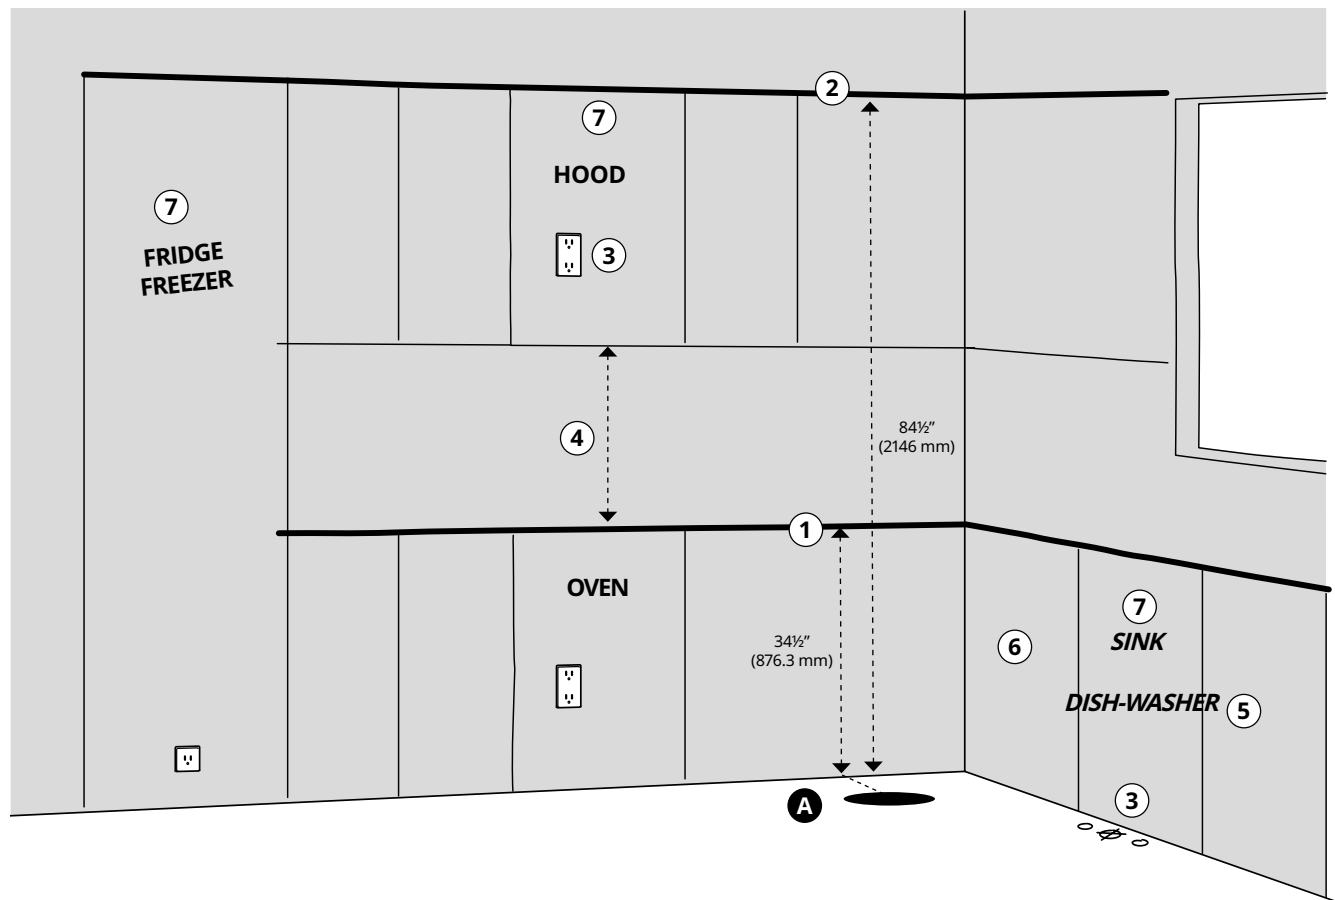 2
7
HOOD
7
3
FRIDGE
FREEZER
4
84½”
(2146 mm)
1
OVEN
7
34½”
(876.3 mm)
6
SINK
DISH-WASHER
5
3
A